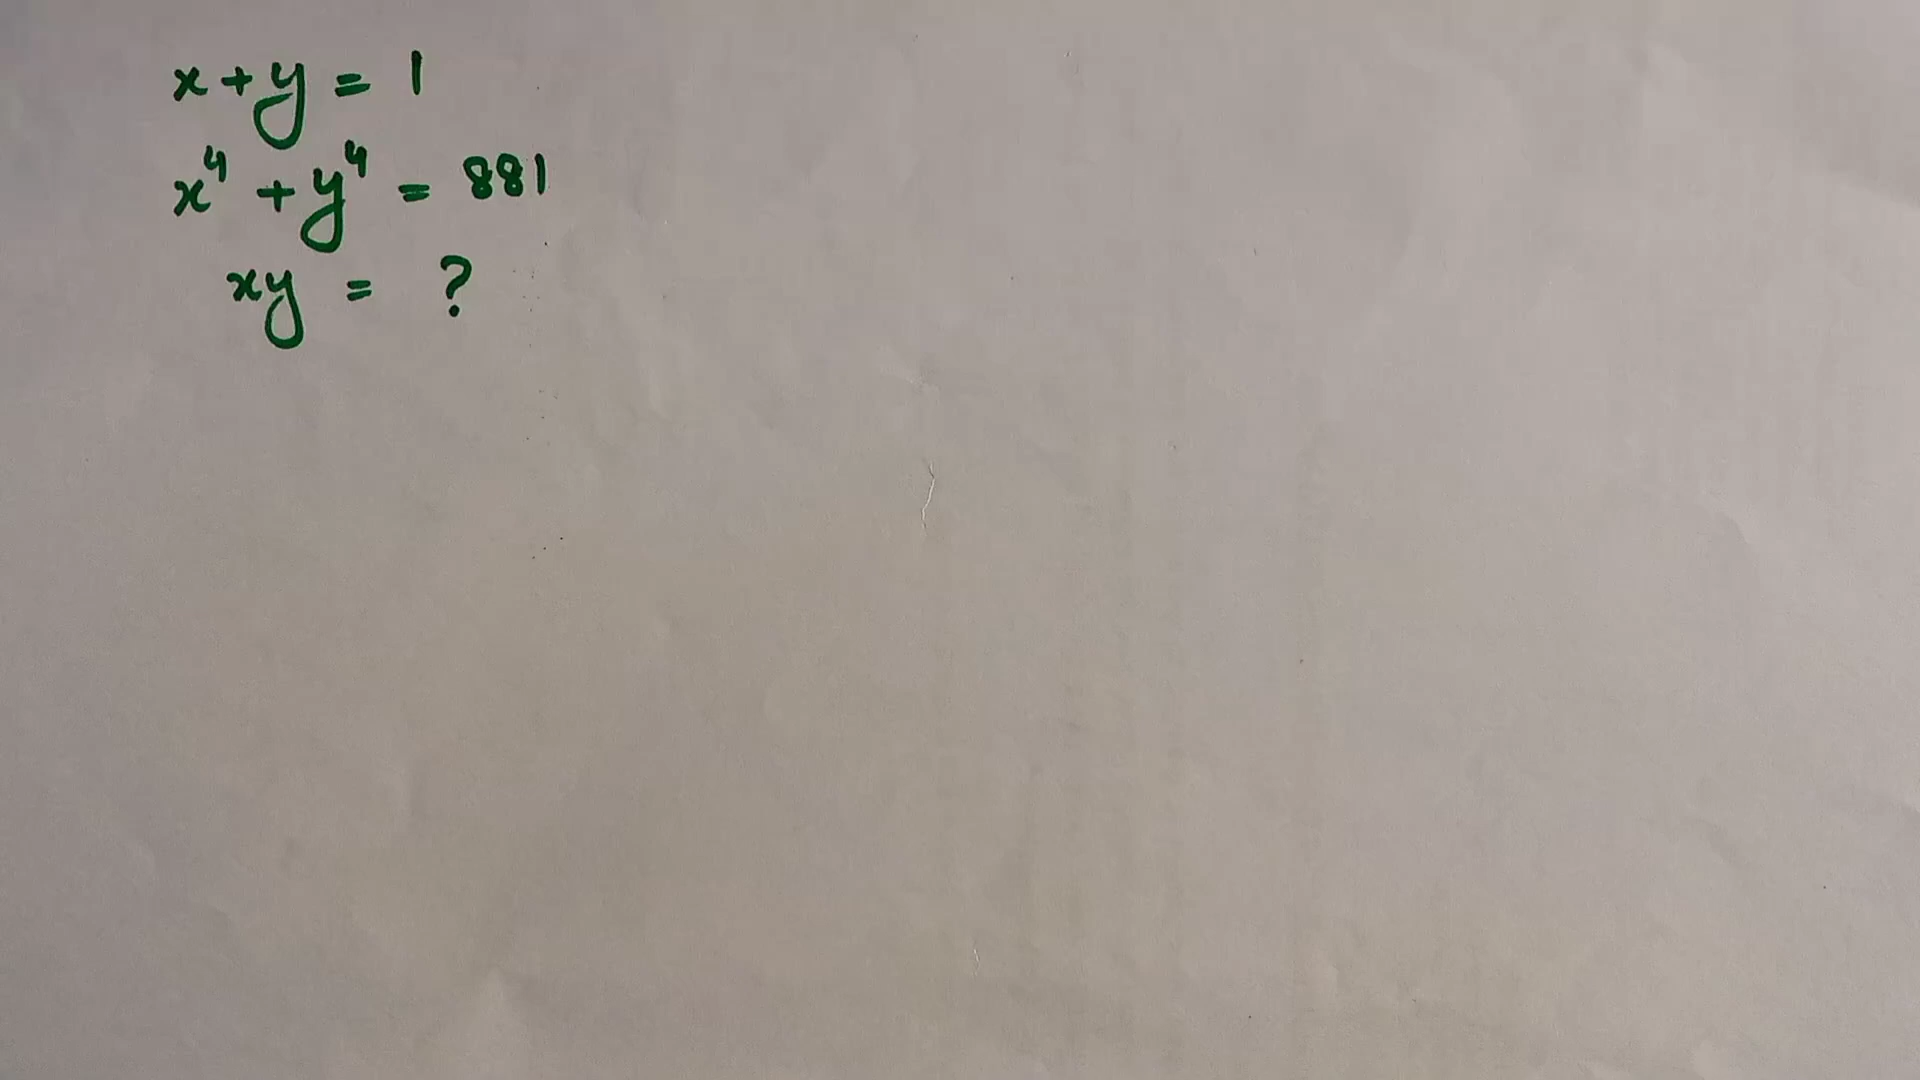 x + y = 1
x⁴ + y⁴ = 881
xy = ?